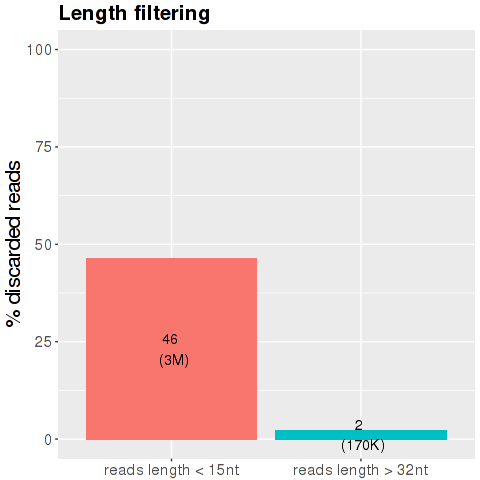 Length filtering
% discarded reads
100
75
50
25
0
46
(3M)
2
(170K)
reads length < 15nt
reads length > 32nt